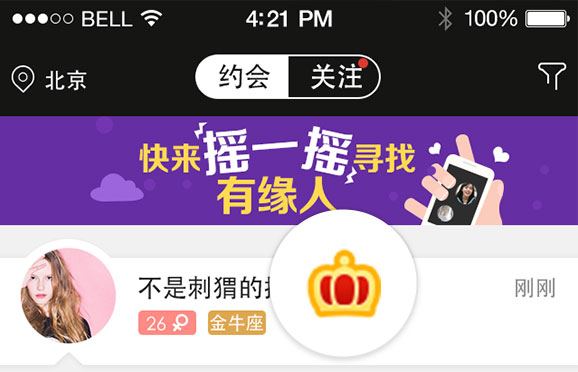 BELL 4:21 PM 100%
北京 约会 关注
快来摇一摇寻找
有缘人
不是刺猬的 刚刚
26 金牛座